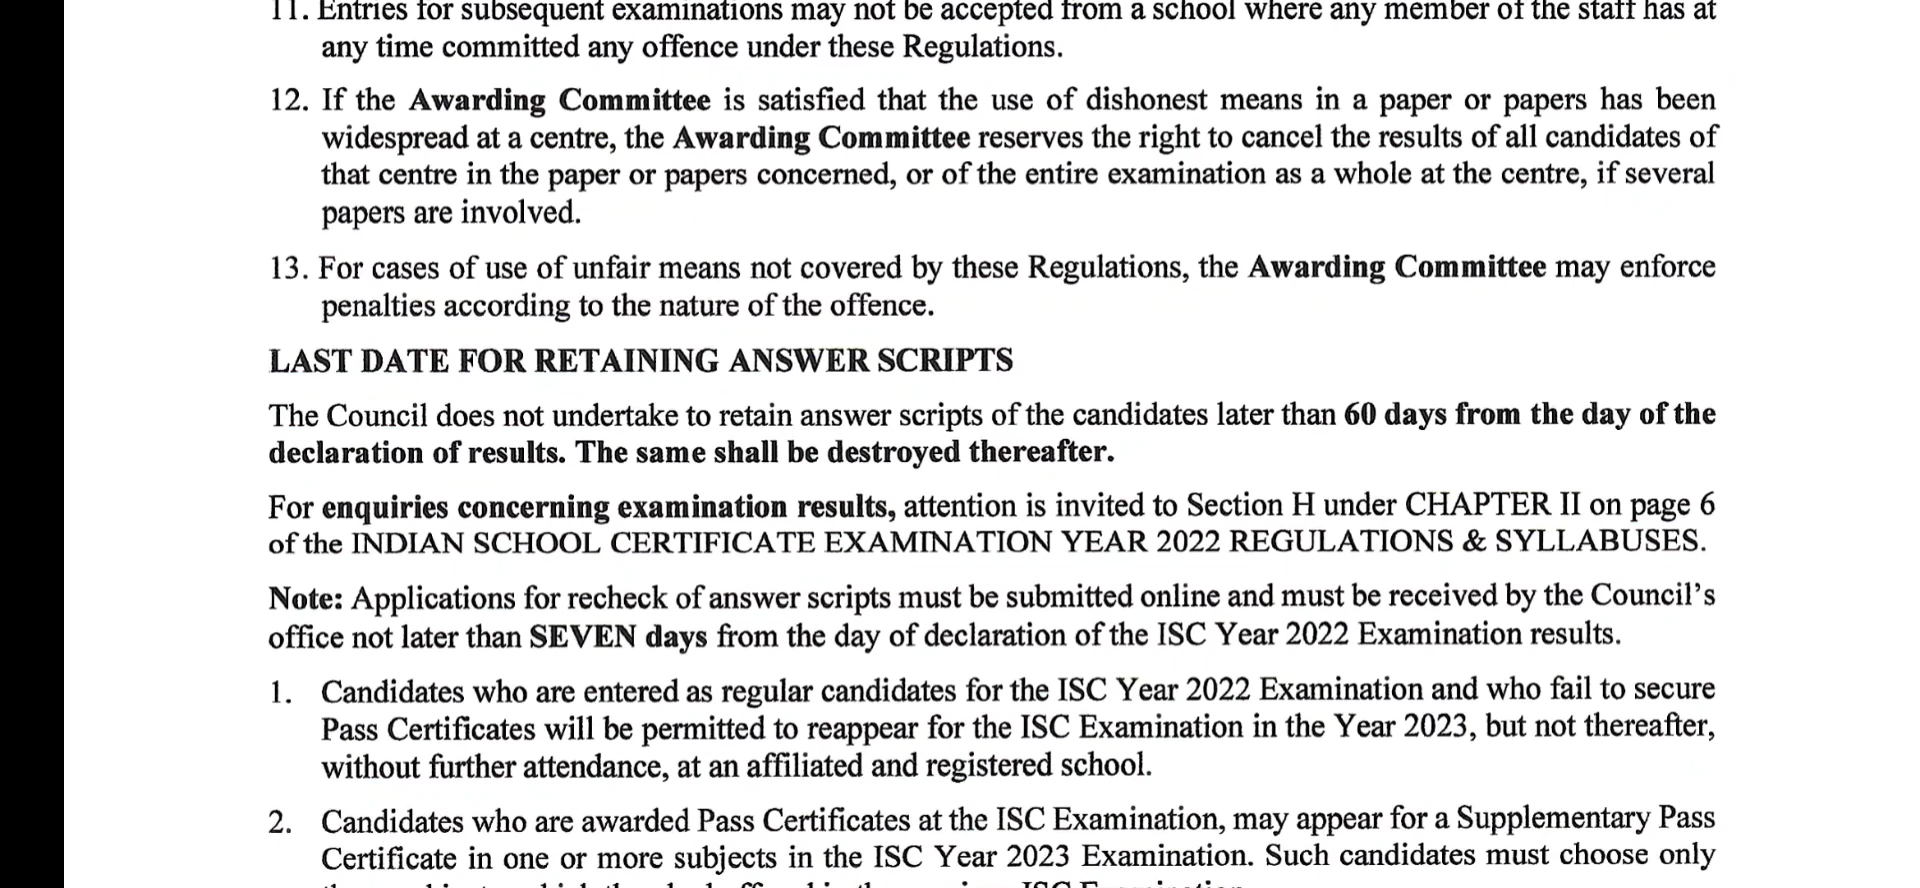 11. Entries for subsequent examinations may not be accepted from a school where any member of the staff has at
any time committed any offence under these Regulations.
12. If the Awarding Committee is satisfied that the use of dishonest means in a paper or papers has been
widespread at a centre, the Awarding Committee reserves the right to cancel the results of all candidates of
that centre in the paper or papers concerned, or of the entire examination as a whole at the centre, if several
papers are involved.
13. For cases of use of unfair means not covered by these Regulations, the Awarding Committee may enforce
penalties according to the nature of the offence.
LAST DATE FOR RETAINING ANSWER SCRIPTS
The Council does not undertake to retain answer scripts of the candidates later than 60 days from the day of the
declaration of results. The same shall be destroyed thereafter.
For enquiries concerning examination results, attention is invited to Section H under CHAPTER II on page 6
of the INDIAN SCHOOL CERTIFICATE EXAMINATION YEAR 2022 REGULATIONS & SYLLABUSES.
Note: Applications for recheck of answer scripts must be submitted online and must be received by the Council's
office not later than SEVEN days from the day of declaration of the ISC Year 2022 Examination results.
1. Candidates who are entered as regular candidates for the ISC Year 2022 Examination and who fail to secure
Pass Certificates will be permitted to reappear for the ISC Examination in the Year 2023, but not thereafter,
without further attendance, at an affiliated and registered school.
2. Candidates who are awarded Pass Certificates at the ISC Examination, may appear for a Supplementary Pass
Certificate in one or more subjects in the ISC Year 2023 Examination. Such candidates must choose only